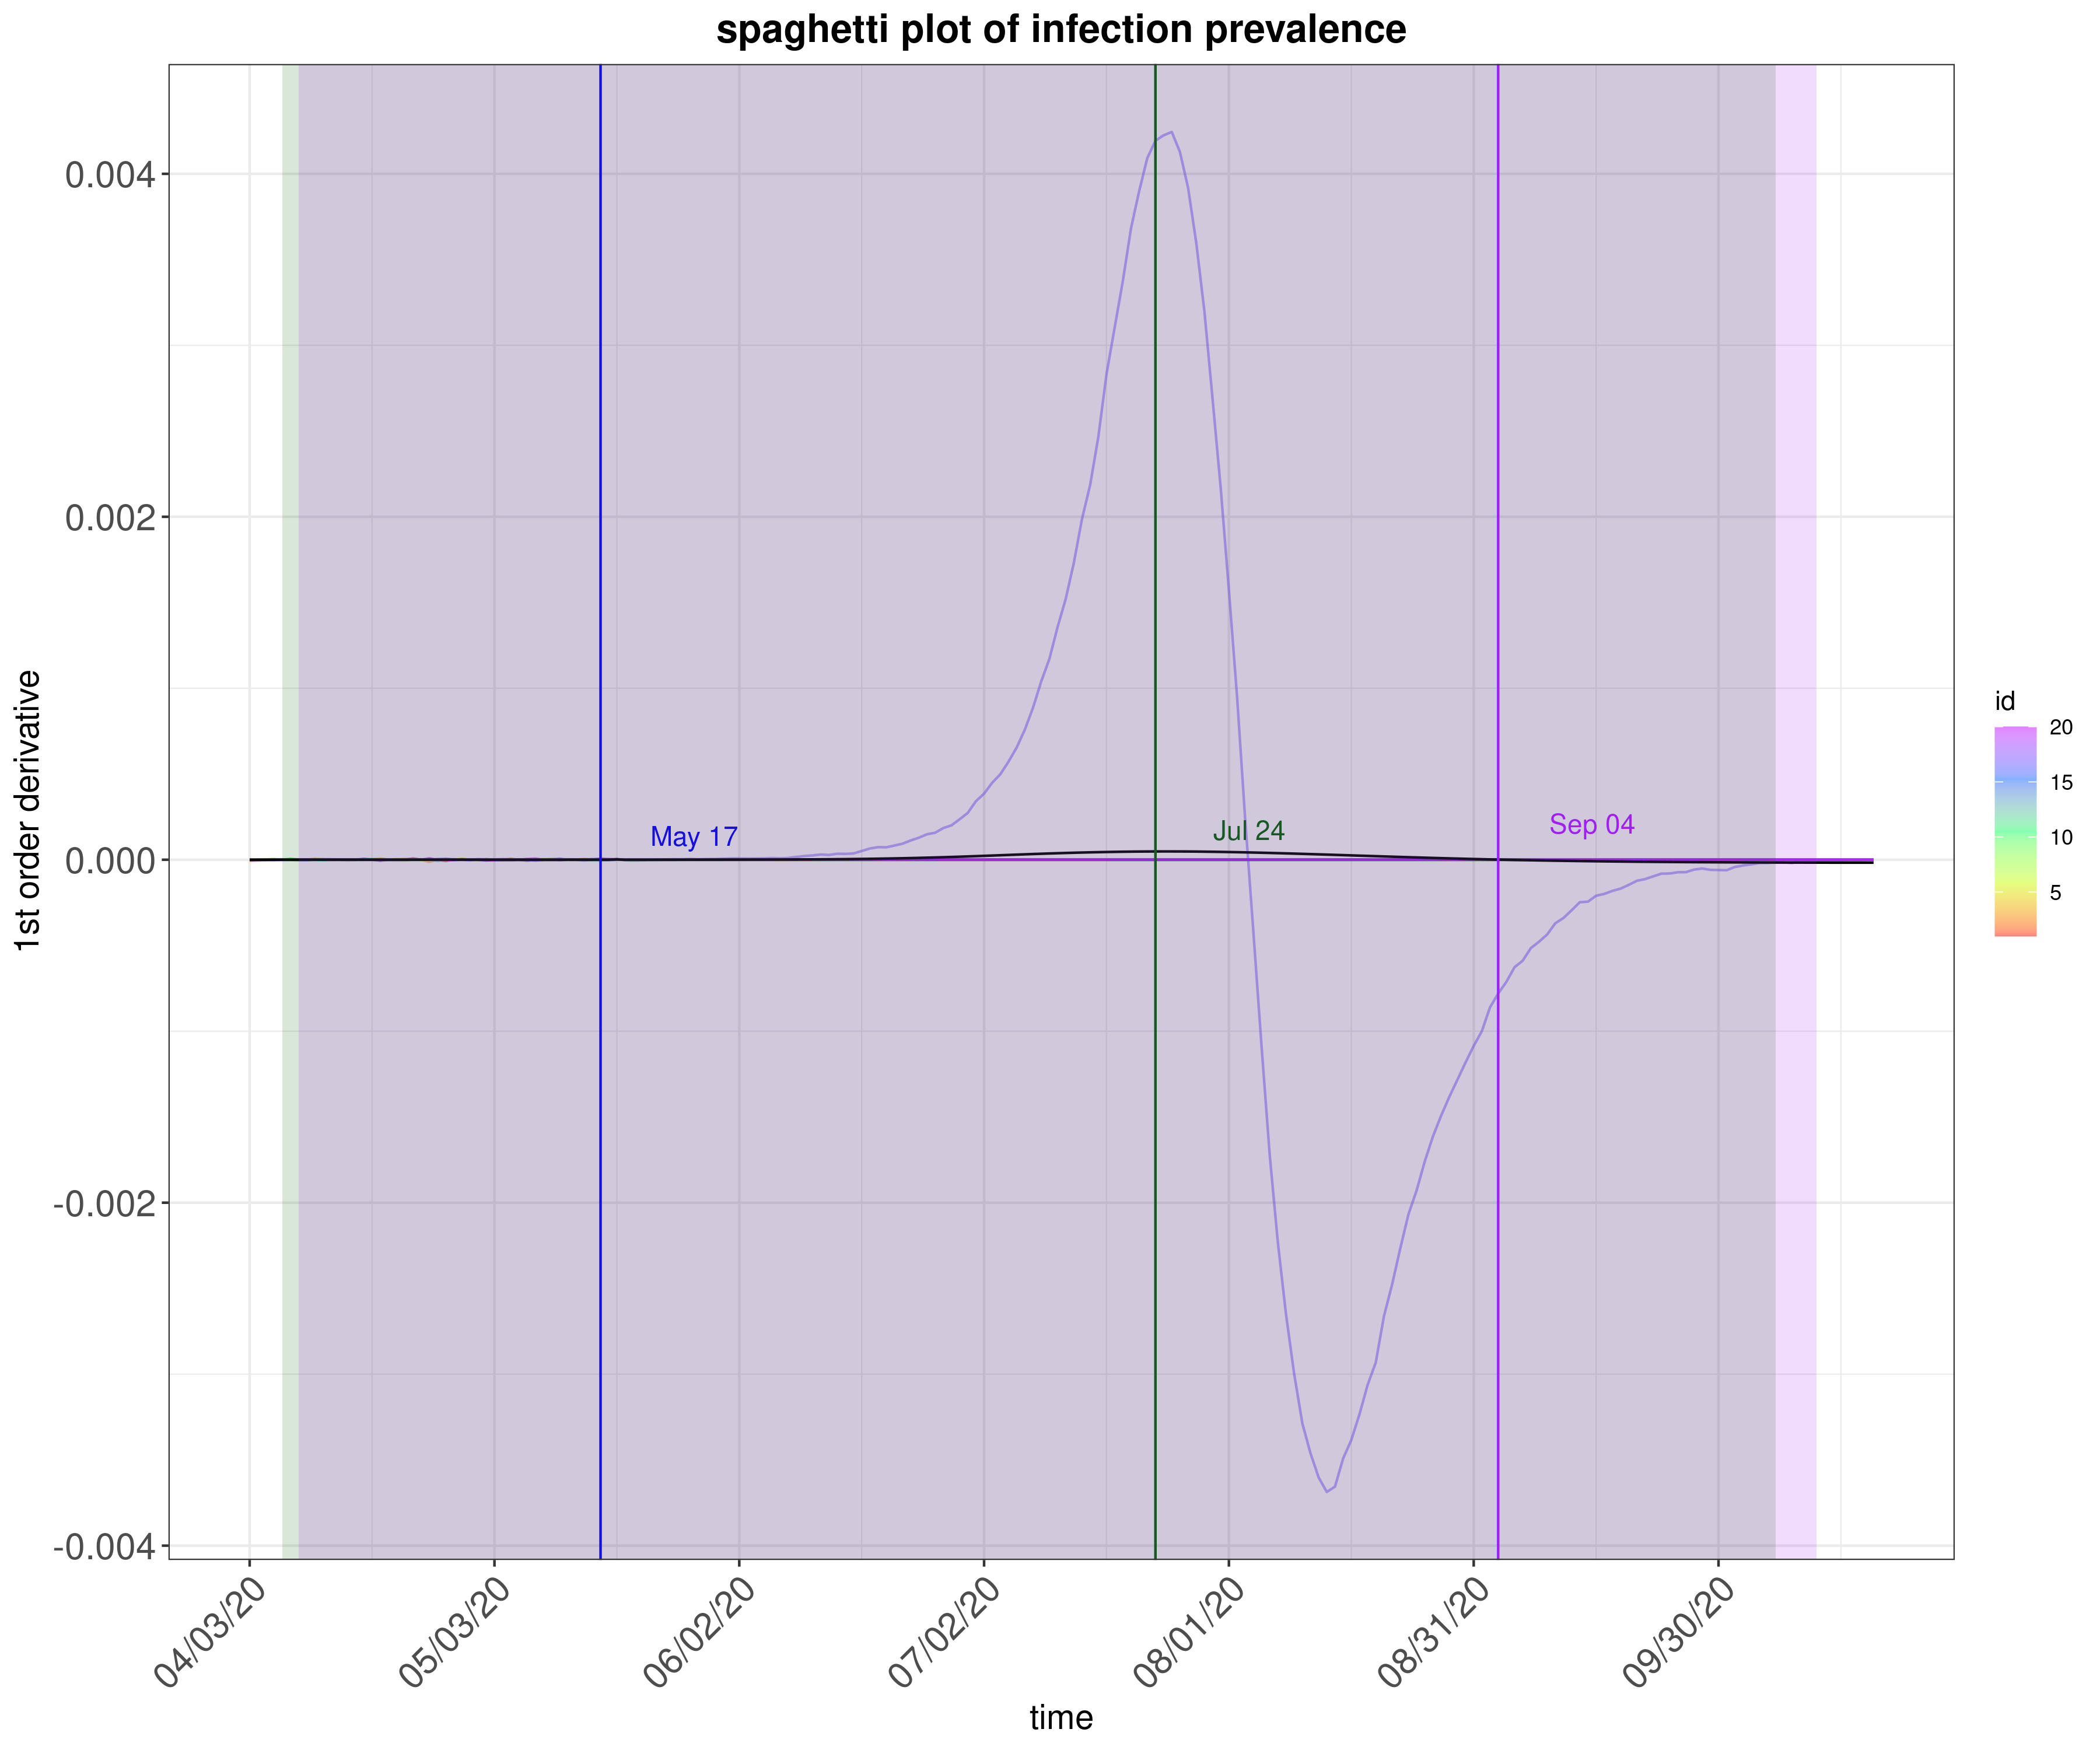 spaghetti plot of infection prevalence
1st order derivative
0.004
0.002
0.000
-0.002
-0.004
May 17
Jul 24
Sep 04
04/03/20
05/03/20
06/02/20
07/02/20
08/01/20
08/31/20
09/30/20
time
id
20
15
10
5